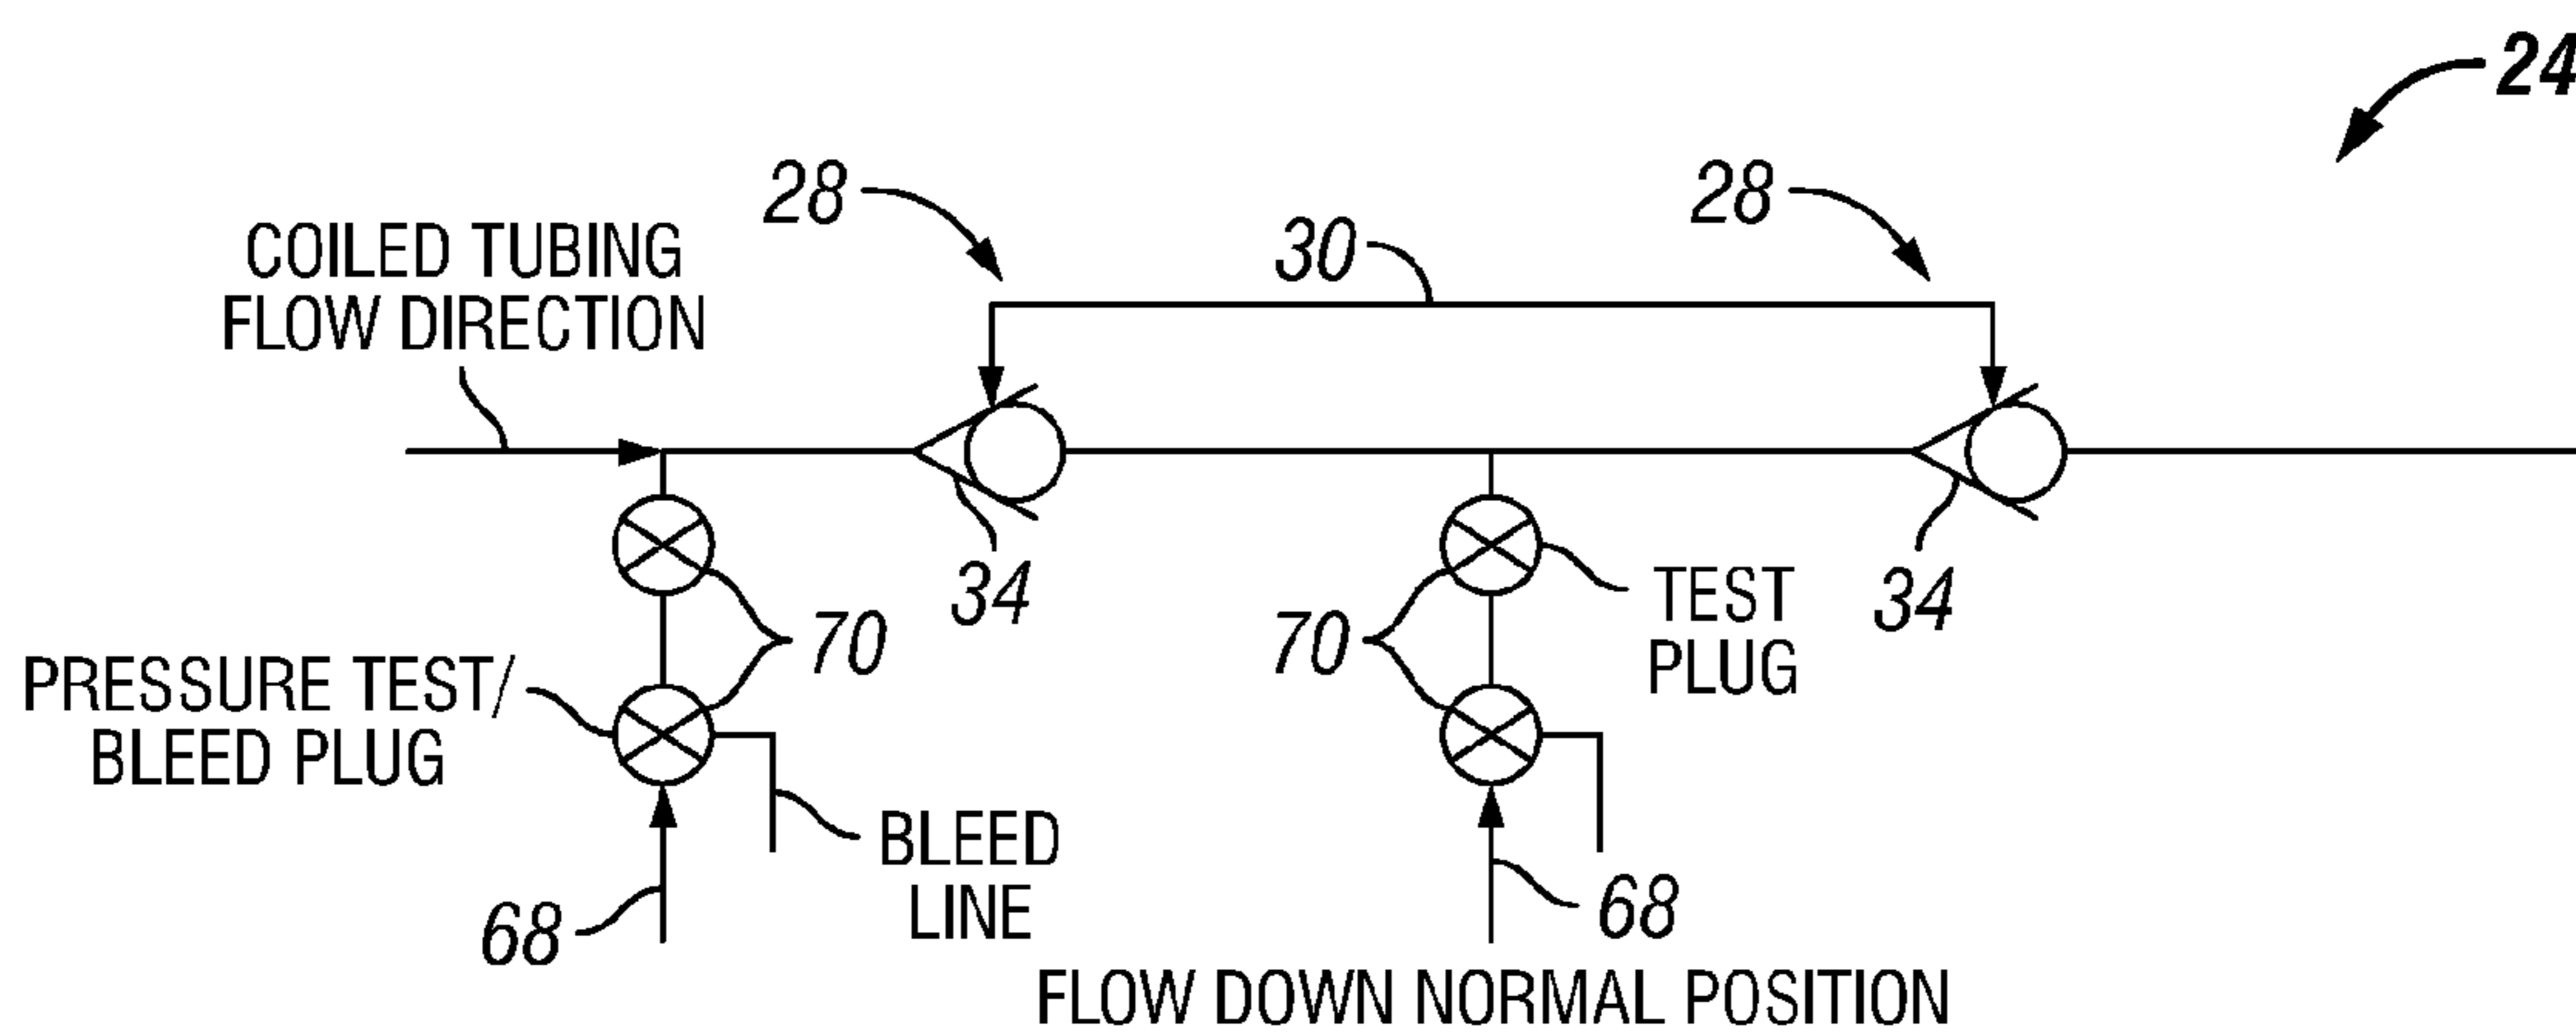 24
28
28
30
COILED TUBING
FLOW DIRECTION
34
34
TEST
PLUG
70
70
PRESSURE TEST/
BLEED PLUG
BLEED
LINE
68
68
FLOW DOWN NORMAL POSITION